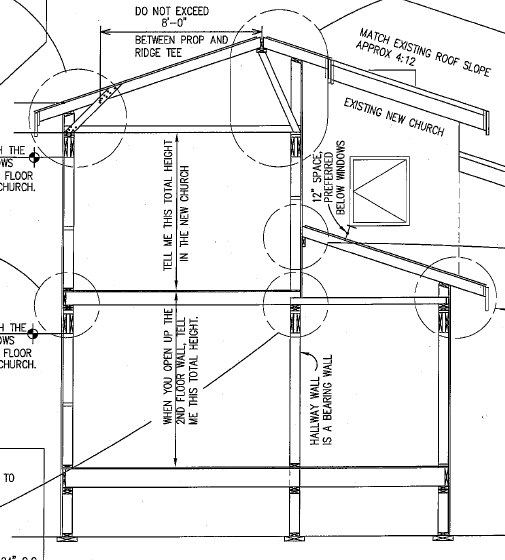 DO NOT EXCEED
8'-0"
BETWEEN PROP AND
RIDGE TEE
MATCH EXISTING ROOF SLOPE
APPROX 4:12
EXISTING NEW CHURCH
H THE
OWS
FLOOR
CHURCH.
TELL ME THIS TOTAL HEIGHT
IN THE NEW CHURCH
12" SPACE,
PREFERRED
BELOW WINDOWS
H THE
OWS
FLOOR
CHURCH.
WHEN YOU OPEN UP THE
2ND FLOOR WALL, TELL
ME THIS TOTAL HEIGHT.
HALLWAY WALL
IS A BEARING WALL
TO